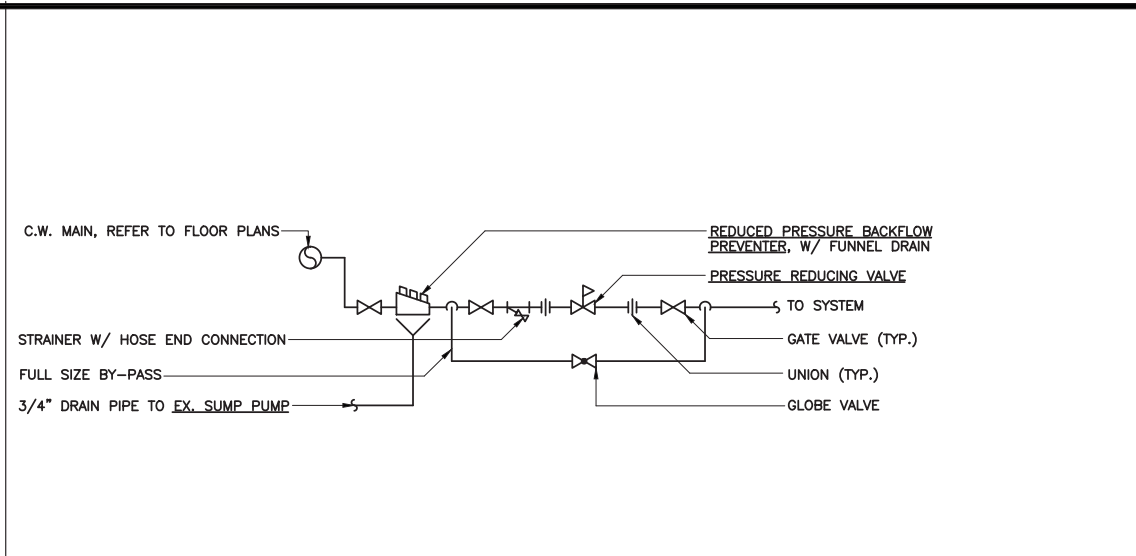 C.W. MAIN, REFER TO FLOOR PLANS
REDUCED PRESSURE BACKFLOW
PREVENTER, W/ FUNNEL DRAIN
PRESSURE REDUCING VALVE
TO SYSTEM
STRAINER W/ HOSE END CONNECTION
GATE VALVE (TYP.)
FULL SIZE BY-PASS
UNION (TYP.)
3/4" DRAIN PIPE TO EX. SUMP PUMP
GLOBE VALVE